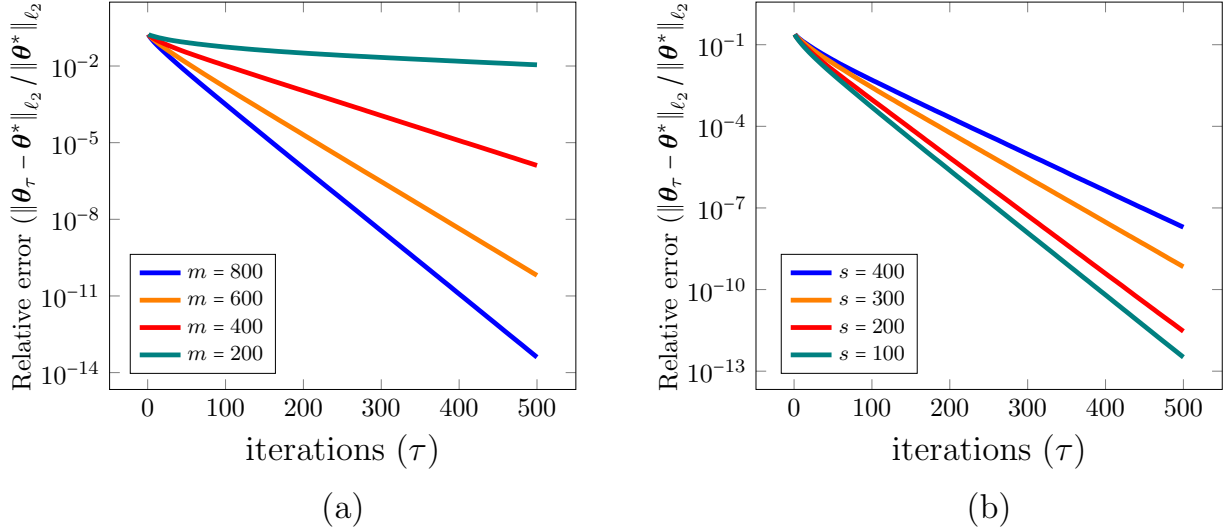 Relative error (‖θ_τ − θ*‖_ℓ₂ / ‖θ*‖_ℓ₂
10⁻²
10⁻⁵
10⁻⁸
10⁻¹¹
10⁻¹⁴
m = 800
m = 600
m = 400
m = 200
0 100 200 300 400 500
iterations (τ)
(a)
Relative error (‖θ_τ − θ*‖_ℓ₂ / ‖θ*‖_ℓ₂
10⁻¹
10⁻⁴
10⁻⁷
10⁻¹⁰
10⁻¹³
s = 400
s = 300
s = 200
s = 100
0 100 200 300 400 500
iterations (τ)
(b)